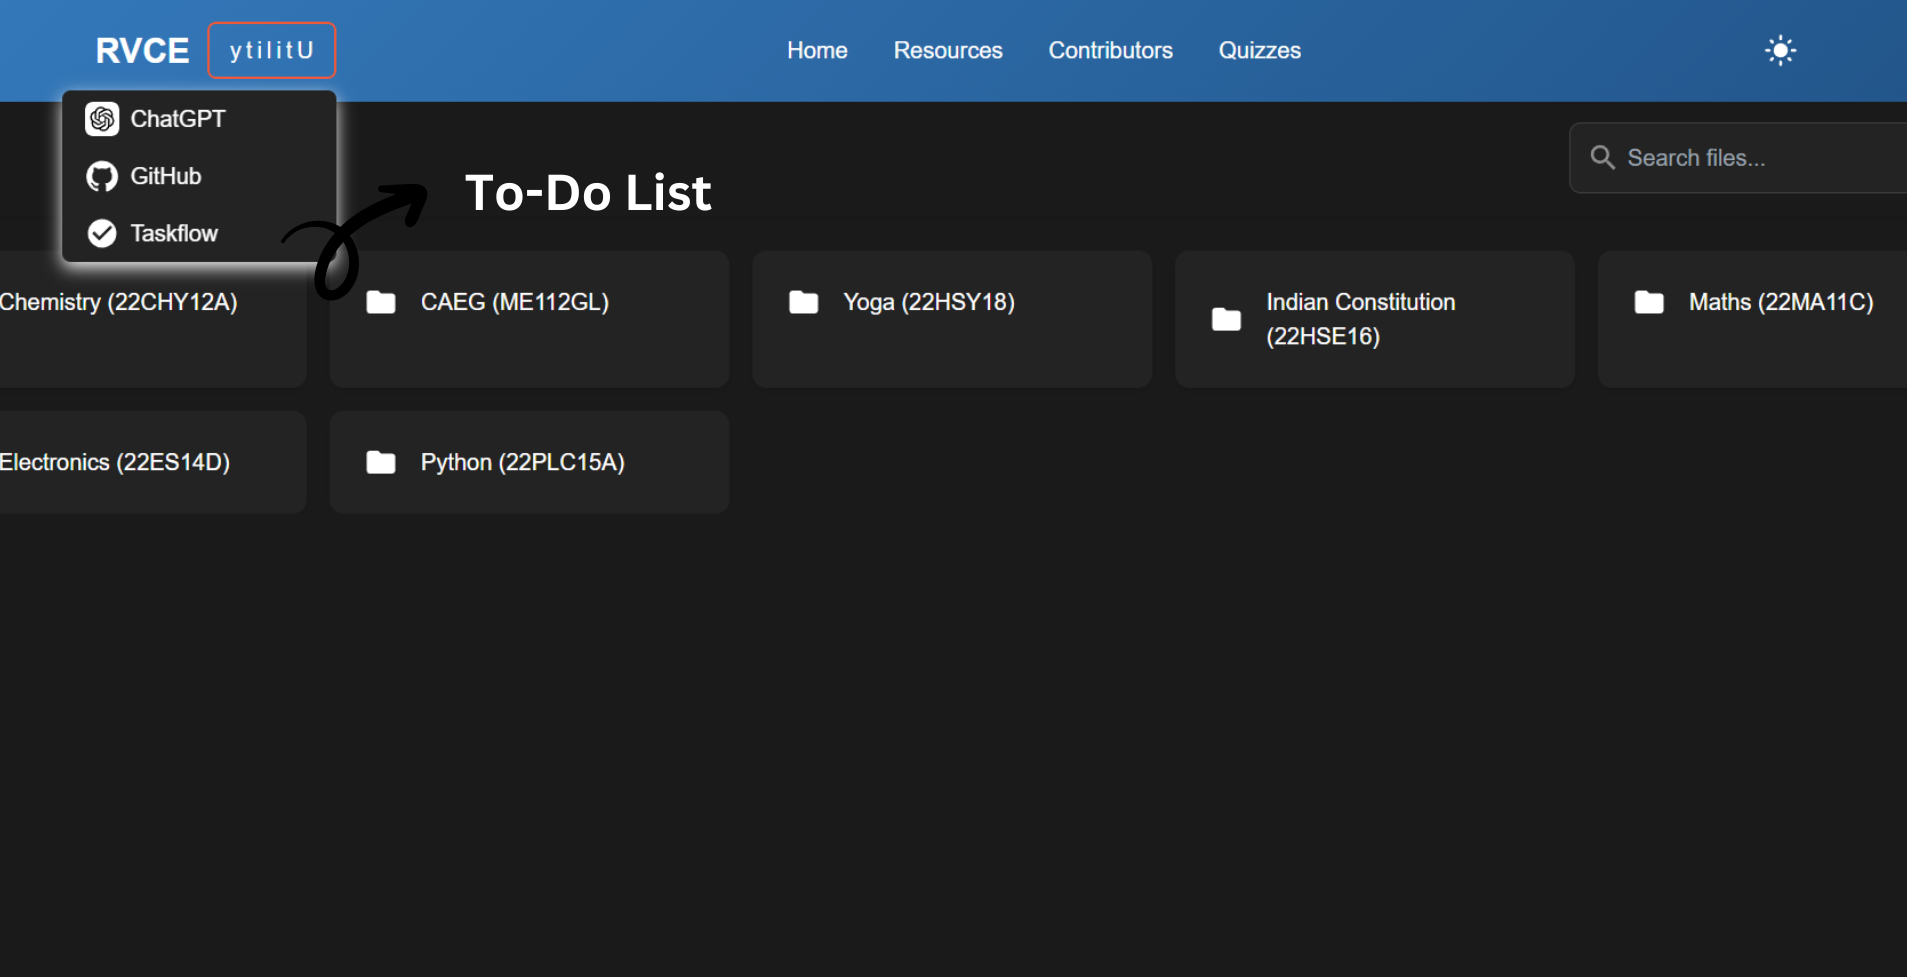 RVCE ytilitU
Home Resources Contributors Quizzes
ChatGPT
GitHub
Taskflow
To-Do List
Search files...
Chemistry (22CHY12A)
CAEG (ME112GL)
Yoga (22HSY18)
Indian Constitution
(22HSE16)
Maths (22MA11C)
Electronics (22ES14D)
Python (22PLC15A)